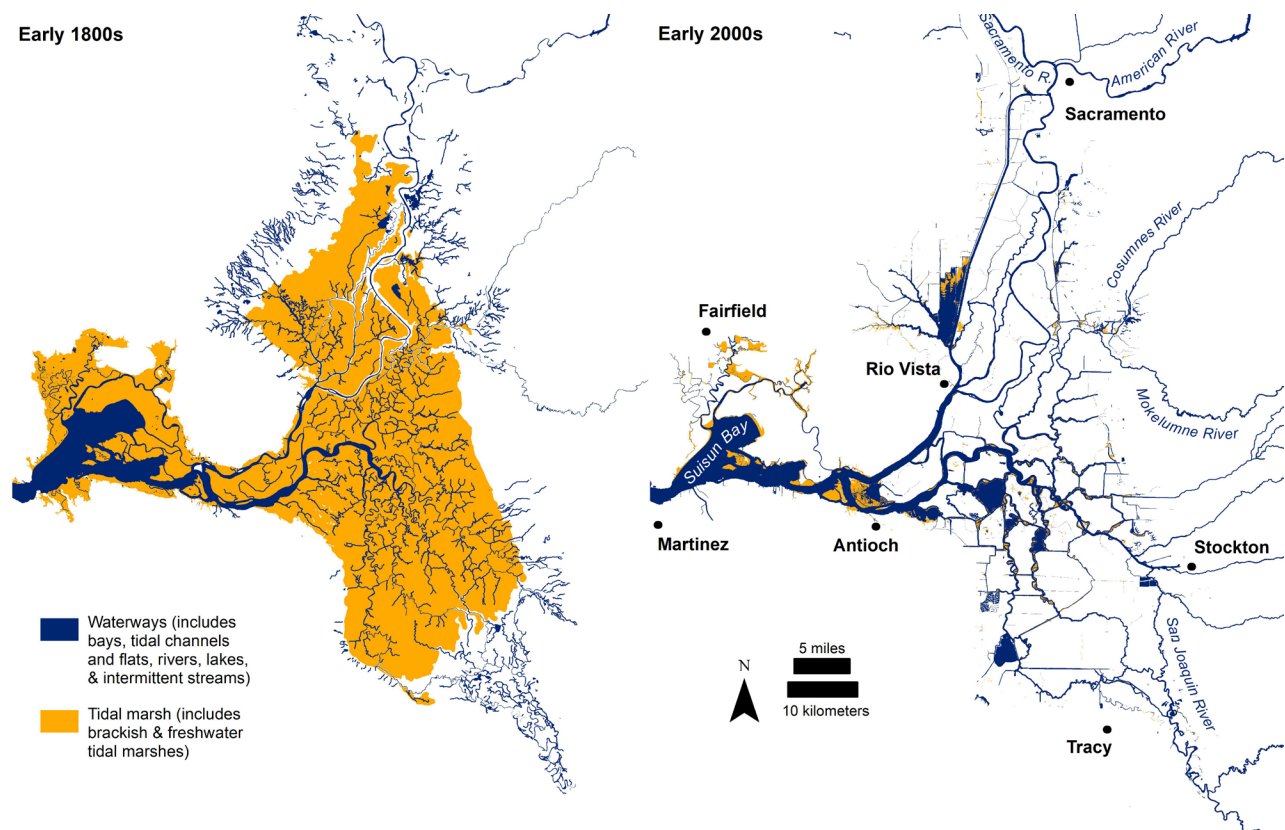 Early 1800s
Waterways (includes
bays, tidal channels
and flats, rivers, lakes,
& intermittent streams)
Tidal marsh (includes
brackish & freshwater
tidal marshes)
Early 2000s
Sacramento R.
American River
Sacramento
Cosumnes River
Fairfield
Rio Vista
Mokelumne River
Suisun Bay
Martinez
Antioch
Stockton
San Joaquin River
N
5 miles
10 kilometers
Tracy